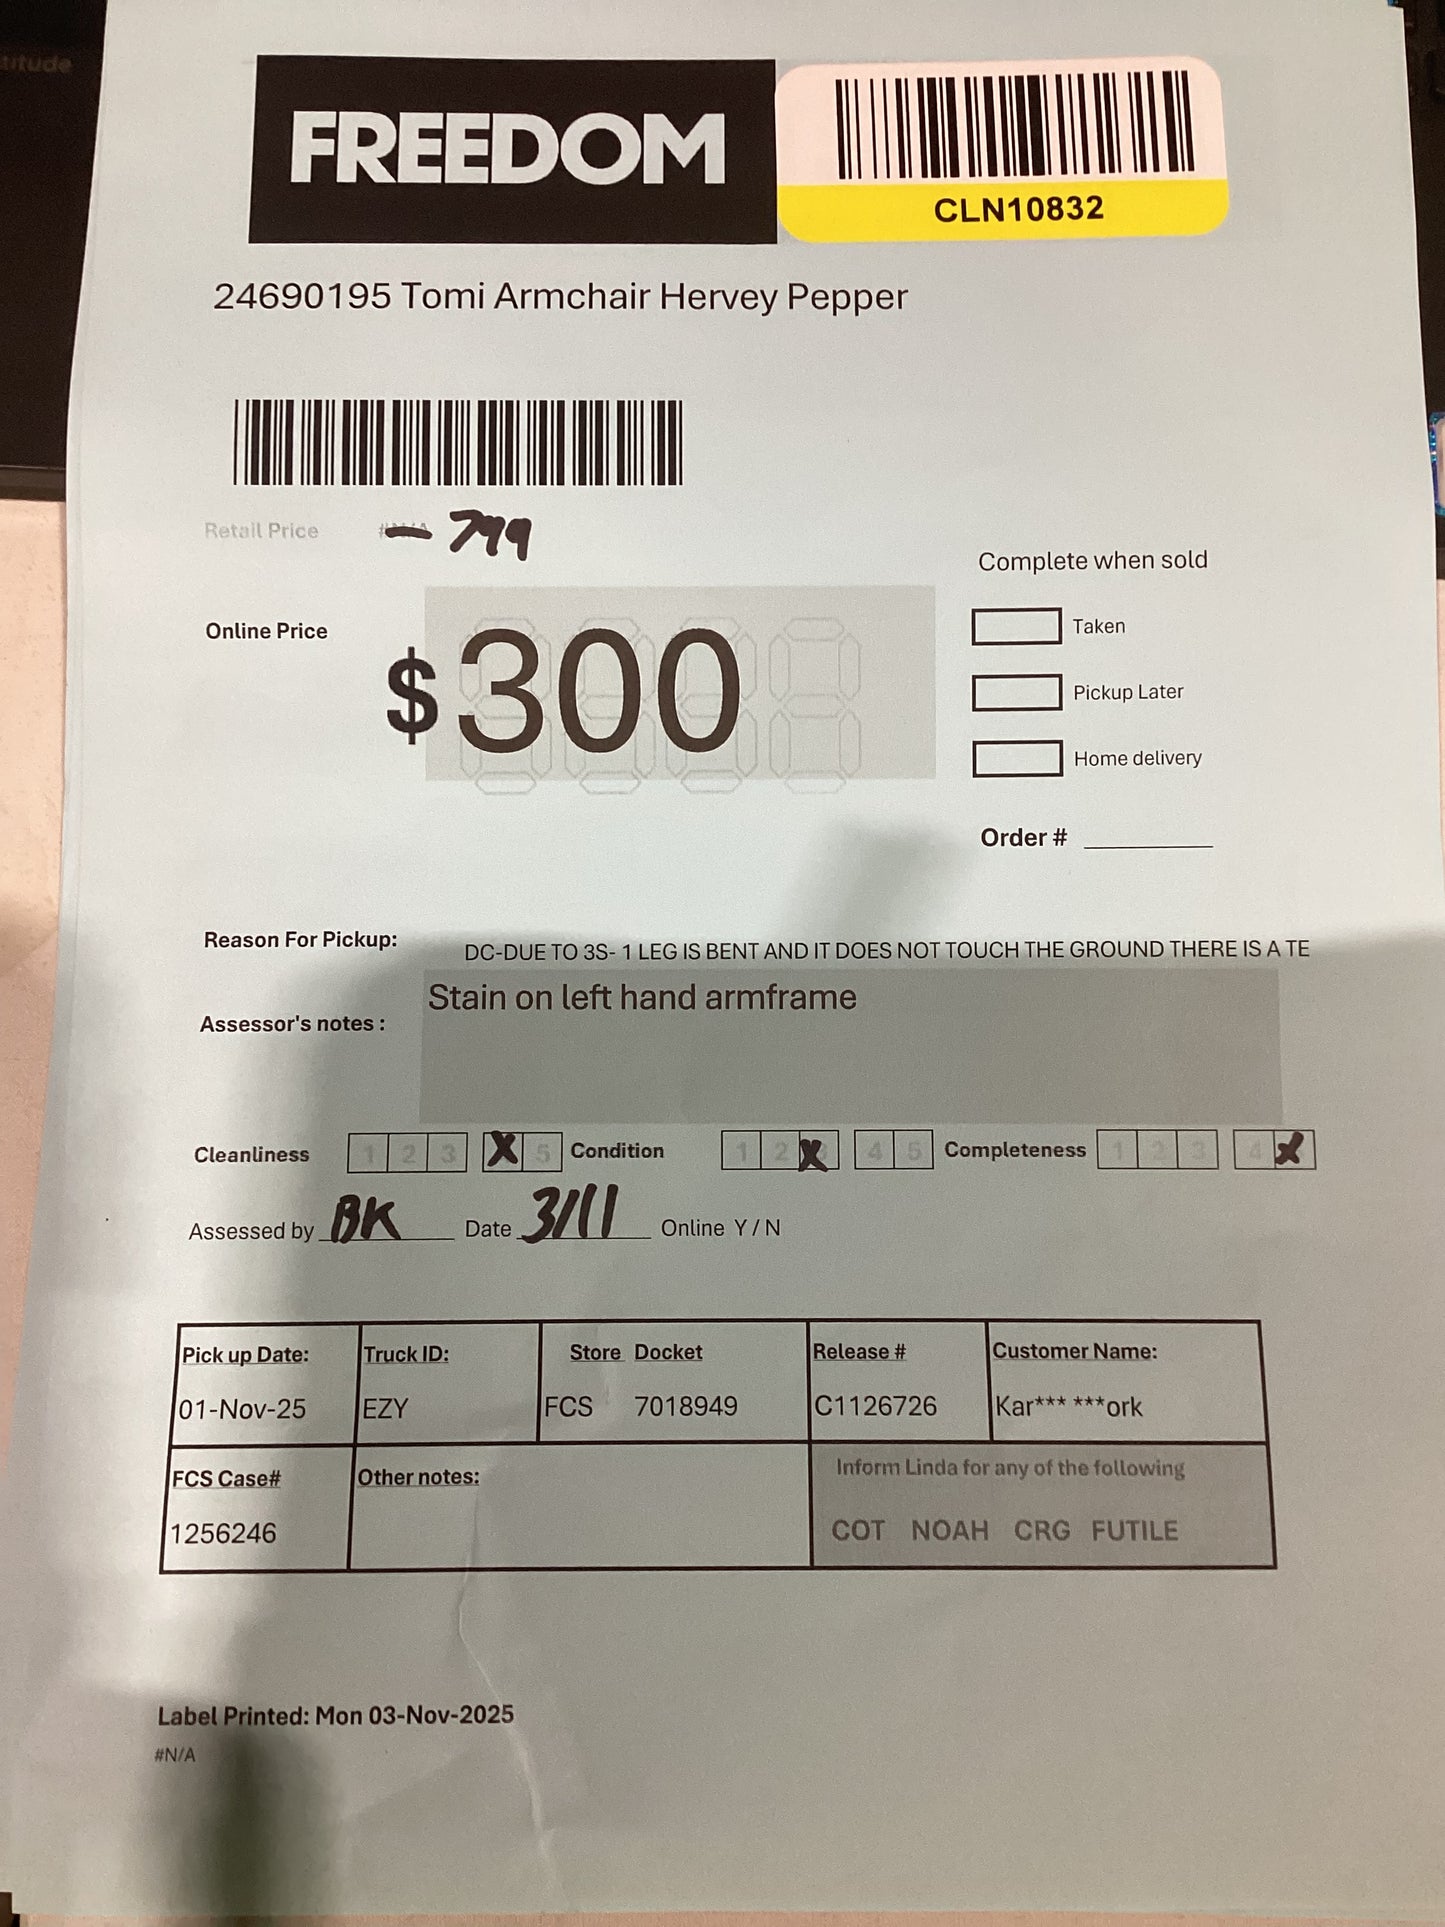 titude
FREEDOM
CLN10832
24690195 Tomi Armchair Hervey Pepper
Retail Price #N/A 799
Complete when sold
Online Price
$300
Taken
Pickup Later
Home delivery
Order #
Reason For Pickup: DC-DUE TO 3S- 1 LEG IS BENT AND IT DOES NOT TOUCH THE GROUND THERE IS A TE
Stain on left hand armframe
Assessor's notes :
Cleanliness 1 2 3 X 5 Condition 1 2 X 4 5 Completeness 1 2 3 4 X
Assessed by BK Date 3/11 Online Y / N
Pick up Date: Truck ID: Store Docket Release # Customer Name:
01-Nov-25 EZY FCS 7018949 C1126726 Kar*** ***ork
FCS Case# Other notes: Inform Linda for any of the following
1256246 COT NOAH CRG FUTILE
Label Printed: Mon 03-Nov-2025
#N/A